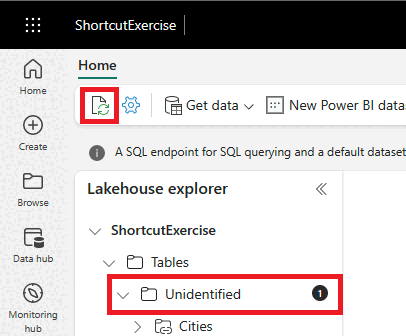 ShortcutExercise
Home
Home
Get data
New Power BI datas
Create
A SQL endpoint for SQL querying and a default dataset
Browse
Lakehouse explorer
ShortcutExercise
Data hub
Tables
Unidentified
1
Monitoring
hub
Cities